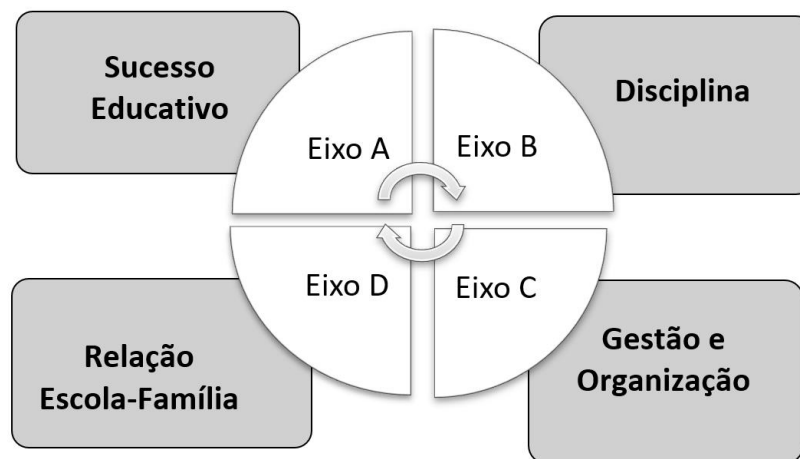 Sucesso
Educativo
Eixo A
Eixo B
Disciplina
Relação
Escola-Família
Eixo D
Eixo C
Gestão e
Organização